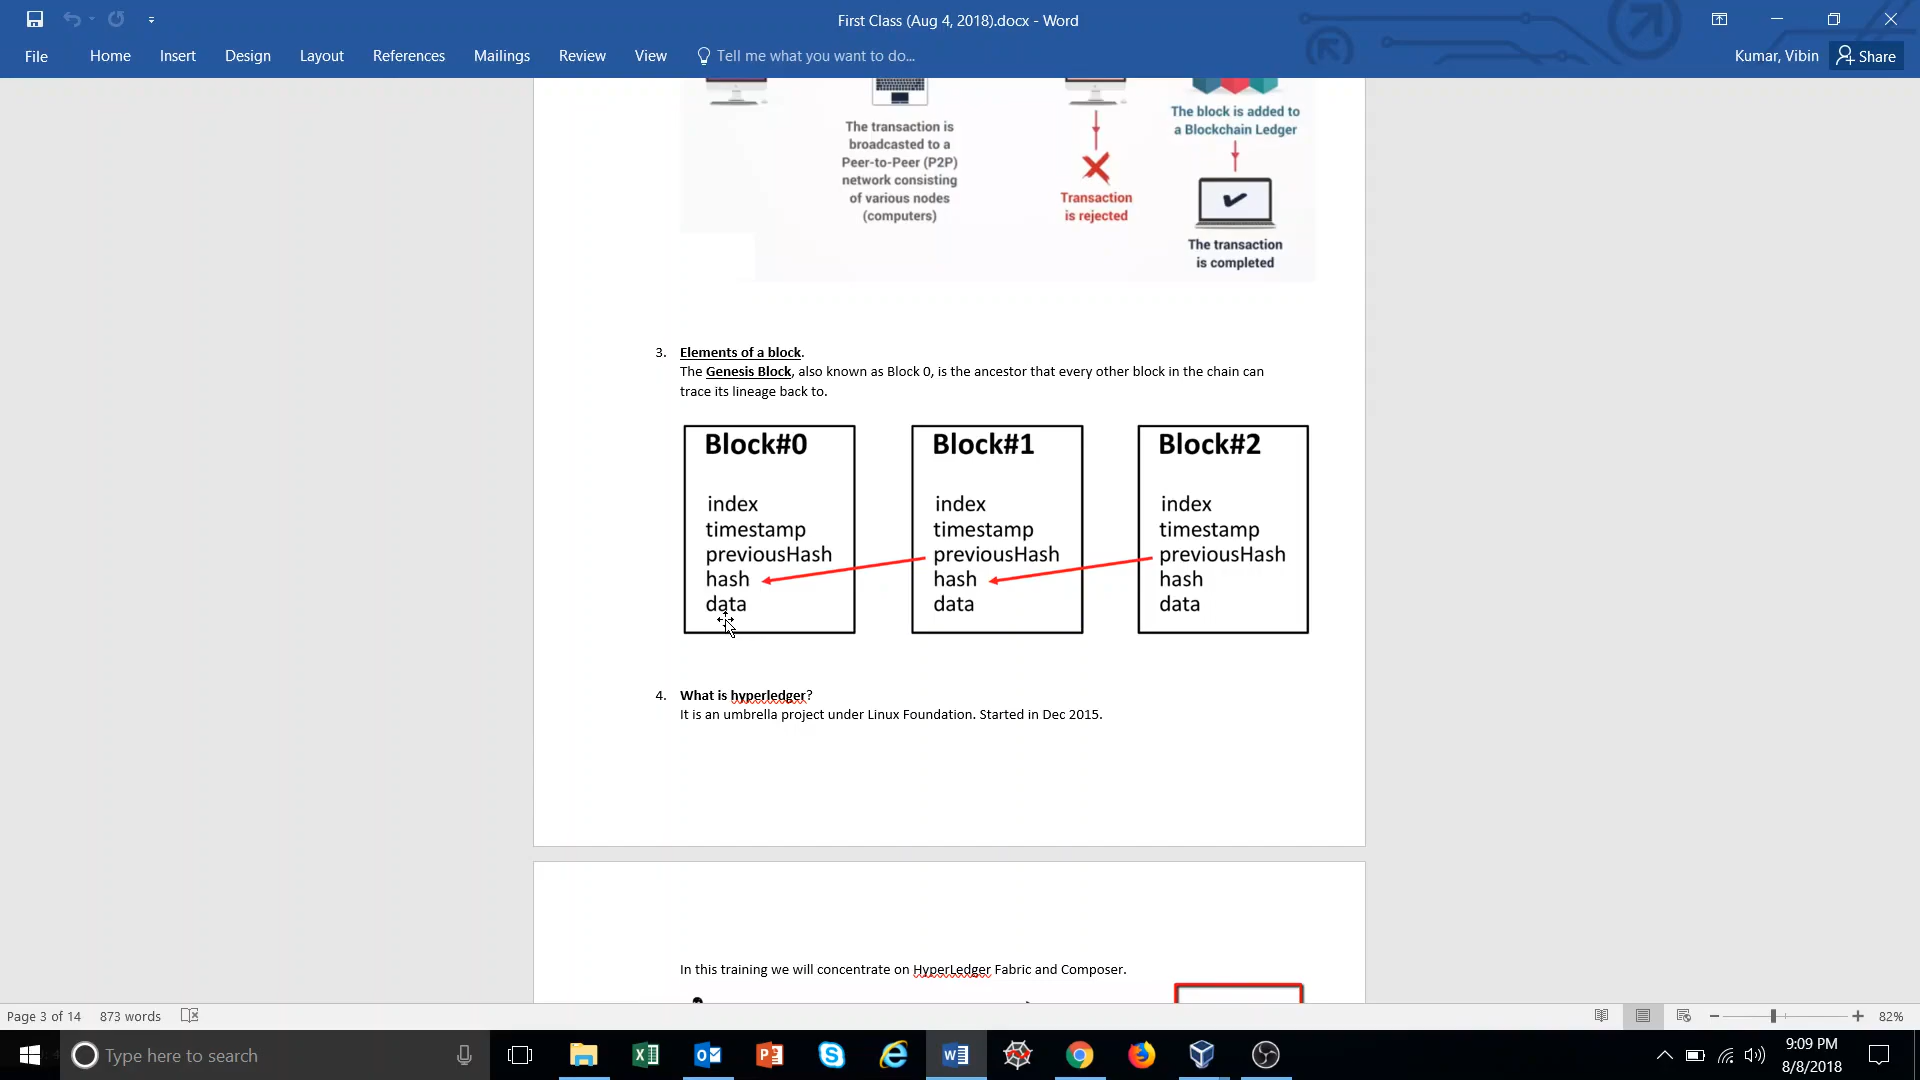 First Class (Aug 4, 2018).docx - Word
File Home Insert Design Layout References Mailings Review View Tell me what you want to do... Kumar, Vibin Share
The transaction is
broadcasted to a
Peer-to-Peer (P2P)
network consisting
of various nodes
(computers)
Transaction
is rejected
The block is added to
a Blockchain Ledger
The transaction
is completed
3. Elements of a block.
The Genesis Block, also known as Block 0, is the ancestor that every other block in the chain can
trace its lineage back to.
Block#0
index
timestamp
previousHash
hash
data
Block#1
index
timestamp
previousHash
hash
data
Block#2
index
timestamp
previousHash
hash
data
4. What is hyperledger?
It is an umbrella project under Linux Foundation. Started in Dec 2015.
In this training we will concentrate on HyperLedger Fabric and Composer.
Page 3 of 14 873 words 82%
Type here to search
9:09 PM
8/8/2018